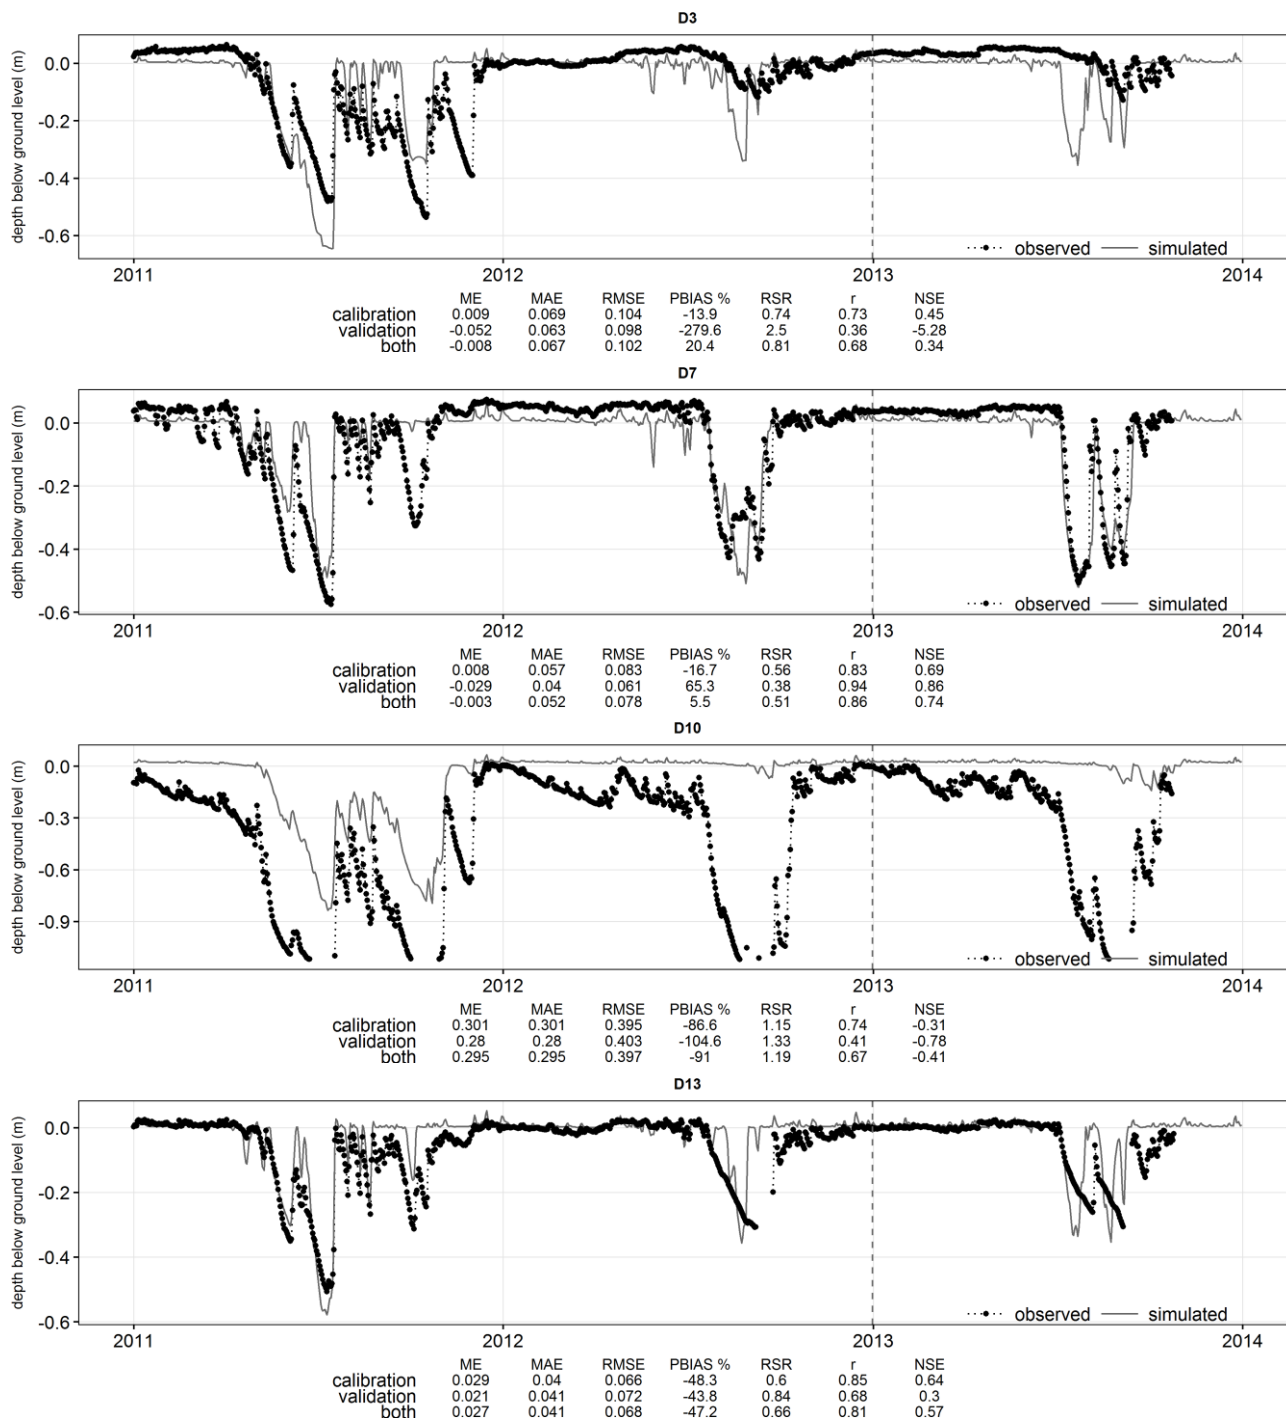 D3
depth below ground level (m)
0.0
-0.2
-0.4
-0.6
observed simulated
2011 2012 2013 2014
ME MAE RMSE PBIAS % RSR r NSE
calibration 0.009 0.069 0.104 -13.9 0.74 0.73 0.45
validation -0.052 0.063 0.098 -279.6 2.5 0.36 -5.28
both -0.008 0.067 0.102 20.4 0.81 0.68 0.34
D7
depth below ground level (m)
0.0
-0.2
-0.4
-0.6
observed simulated
2011 2012 2013 2014
ME MAE RMSE PBIAS % RSR r NSE
calibration 0.008 0.057 0.083 -16.7 0.56 0.83 0.69
validation -0.029 0.04 0.061 65.3 0.38 0.94 0.86
both -0.003 0.052 0.078 5.5 0.51 0.86 0.74
D10
depth below ground level (m)
0.0
-0.3
-0.6
-0.9
observed simulated
2011 2012 2013 2014
ME MAE RMSE PBIAS % RSR r NSE
calibration 0.301 0.301 0.395 -86.6 1.15 0.74 -0.31
validation 0.28 0.28 0.403 -104.6 1.33 0.41 -0.78
both 0.295 0.295 0.397 -91 1.19 0.67 -0.41
D13
depth below ground level (m)
0.0
-0.2
-0.4
-0.6
observed simulated
2011 2012 2013 2014
ME MAE RMSE PBIAS % RSR r NSE
calibration 0.029 0.04 0.066 -48.3 0.6 0.85 0.64
validation 0.021 0.041 0.072 -43.8 0.84 0.68 0.3
both 0.027 0.041 0.068 -47.2 0.66 0.81 0.57